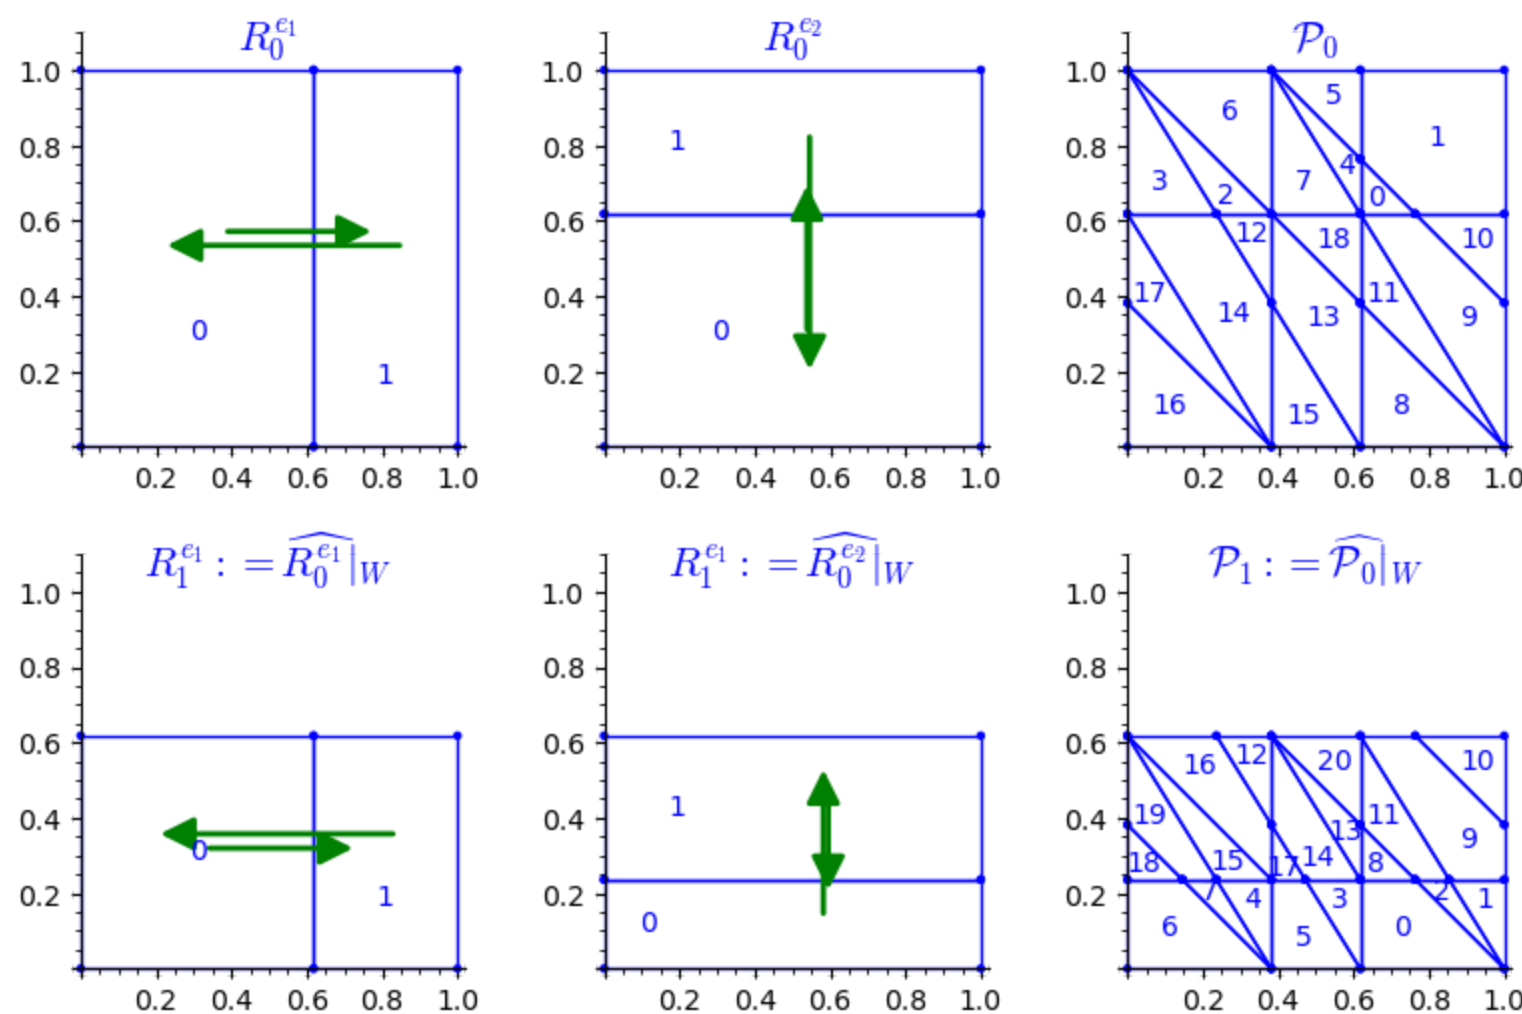 R_0^{e_1} R_0^{e_2} 𝒫_0
1.0 1.0 1.0
0.8 0.8 0.8
0.6 0.6 0.6
0.4 0.4 0.4
0.2 0.2 0.2
0 1
1 0
6 5 1
3 2 7 4 0
12 18 10
17 14 13 11 9
16 15 8
0.2 0.4 0.6 0.8 1.0 0.2 0.4 0.6 0.8 1.0 0.2 0.4 0.6 0.8 1.0
R_1^{e_1} := \widehat{R_0^{e_1}}|_W R_1^{e_1} := \widehat{R_0^{e_2}}|_W 𝒫_1 := \widehat{𝒫_0}|_W
1.0 1.0 1.0
0.8 0.8 0.8
0.6 0.6 0.6
0.4 0.4 0.4
0.2 0.2 0.2
0 1
1 0
16 12 20 10
19 13 11 9
18 15 17 14 8
7 4 3 2 1
6 5 0
0.2 0.4 0.6 0.8 1.0 0.2 0.4 0.6 0.8 1.0 0.2 0.4 0.6 0.8 1.0